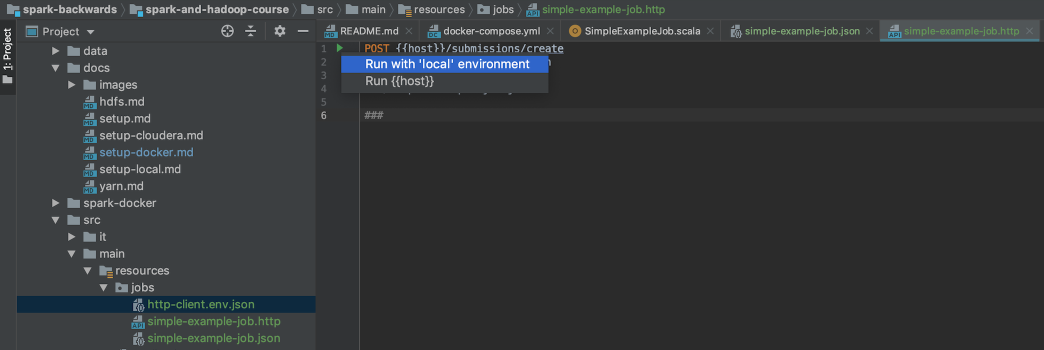 spark-backwards spark-and-hadoop-course src main resources jobs simple-example-job.http
1: Project
Project
data
docs
images
hdfs.md
setup.md
setup-cloudera.md
setup-docker.md
setup-local.md
yarn.md
spark-docker
src
it
main
resources
jobs
http-client.env.json
simple-example-job.http
simple-example-job.json
README.md docker-compose.yml SimpleExampleJob.scala simple-example-job.json simple-example-job.http
1 POST {{host}}/submissions/create
2
Run with 'local' environment
3
Run {{host}}
4
5
6 ###